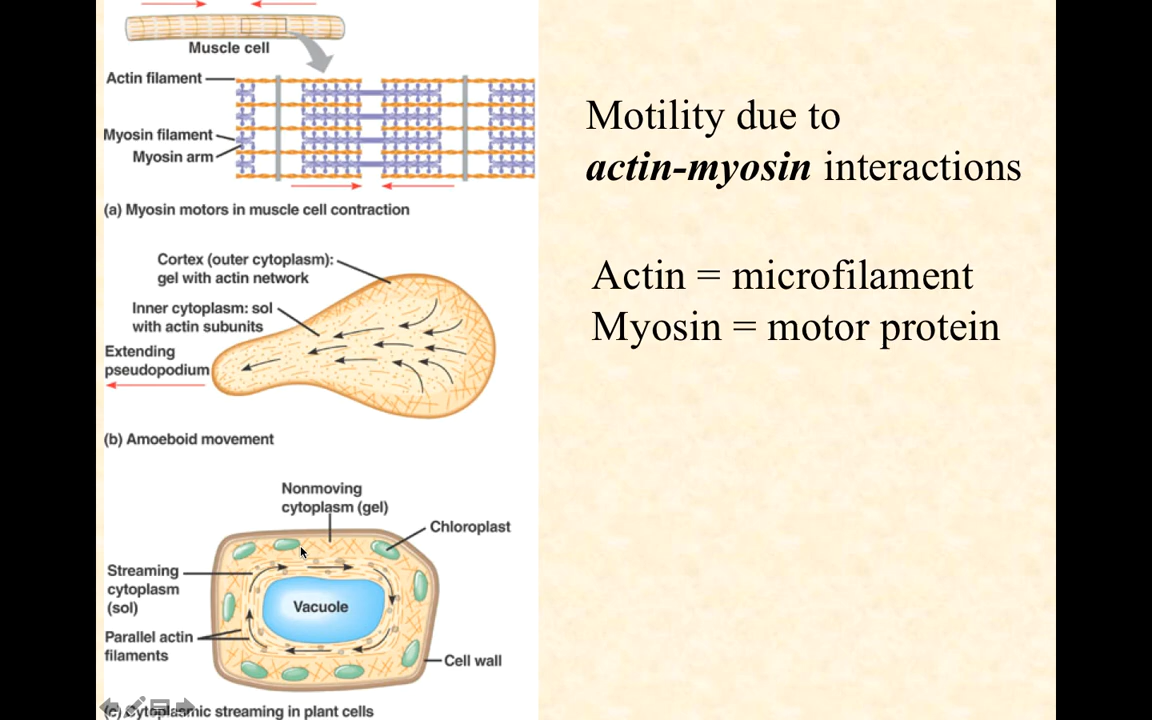 Muscle cell
Actin filament
Myosin filament
Myosin arm
(a) Myosin motors in muscle cell contraction
Motility due to
actin-myosin interactions
Actin = microfilament
Myosin = motor protein
Cortex (outer cytoplasm):
gel with actin network
Inner cytoplasm: sol
with actin subunits
Extending
pseudopodium
(b) Amoeboid movement
Nonmoving
cytoplasm (gel)
Chloroplast
Streaming
cytoplasm
(sol)
Vacuole
Parallel actin
filaments
Cell wall
(c) Cytoplasmic streaming in plant cells